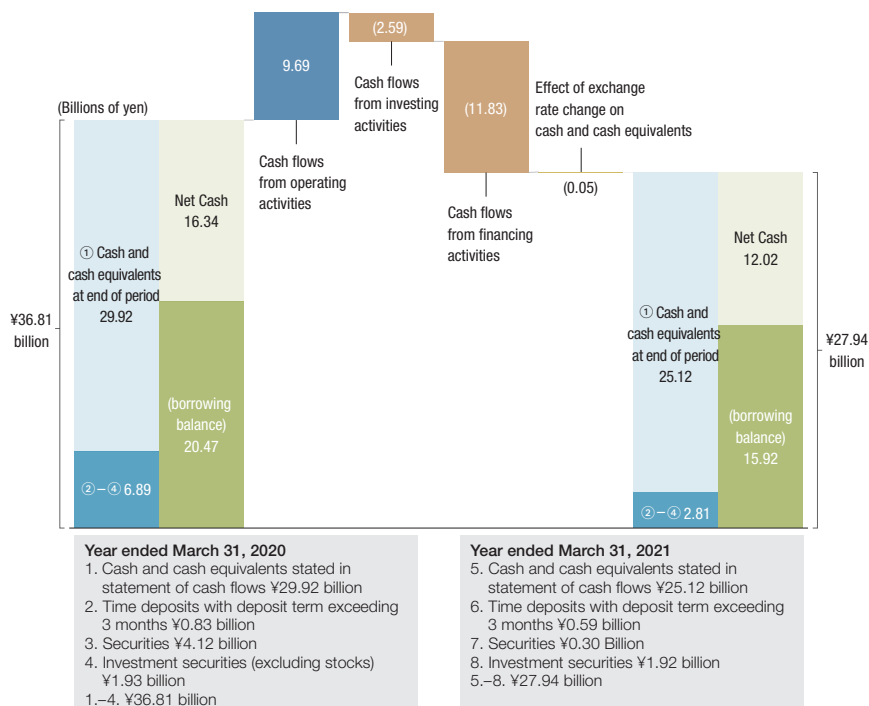 (Billions of yen)
¥36.81
billion
① Cash and
cash equivalents
at end of period
29.92
②–④ 6.89
Net Cash
16.34
(borrowing
balance)
20.47
9.69
Cash flows
from operating
activities
(2.59)
Cash flows
from investing
activities
(11.83)
Cash flows
from financing
activities
Effect of exchange
rate change on
cash and cash equivalents
(0.05)
① Cash and
cash equivalents
at end of period
25.12
②–④ 2.81
Net Cash
12.02
(borrowing
balance)
15.92
¥27.94
billion
Year ended March 31, 2020
1. Cash and cash equivalents stated in
statement of cash flows ¥29.92 billion
2. Time deposits with deposit term exceeding
3 months ¥0.83 billion
3. Securities ¥4.12 billion
4. Investment securities (excluding stocks)
¥1.93 billion
1.–4. ¥36.81 billion
Year ended March 31, 2021
5. Cash and cash equivalents stated in
statement of cash flows ¥25.12 billion
6. Time deposits with deposit term exceeding
3 months ¥0.59 billion
7. Securities ¥0.30 Billion
8. Investment securities ¥1.92 billion
5.–8. ¥27.94 billion